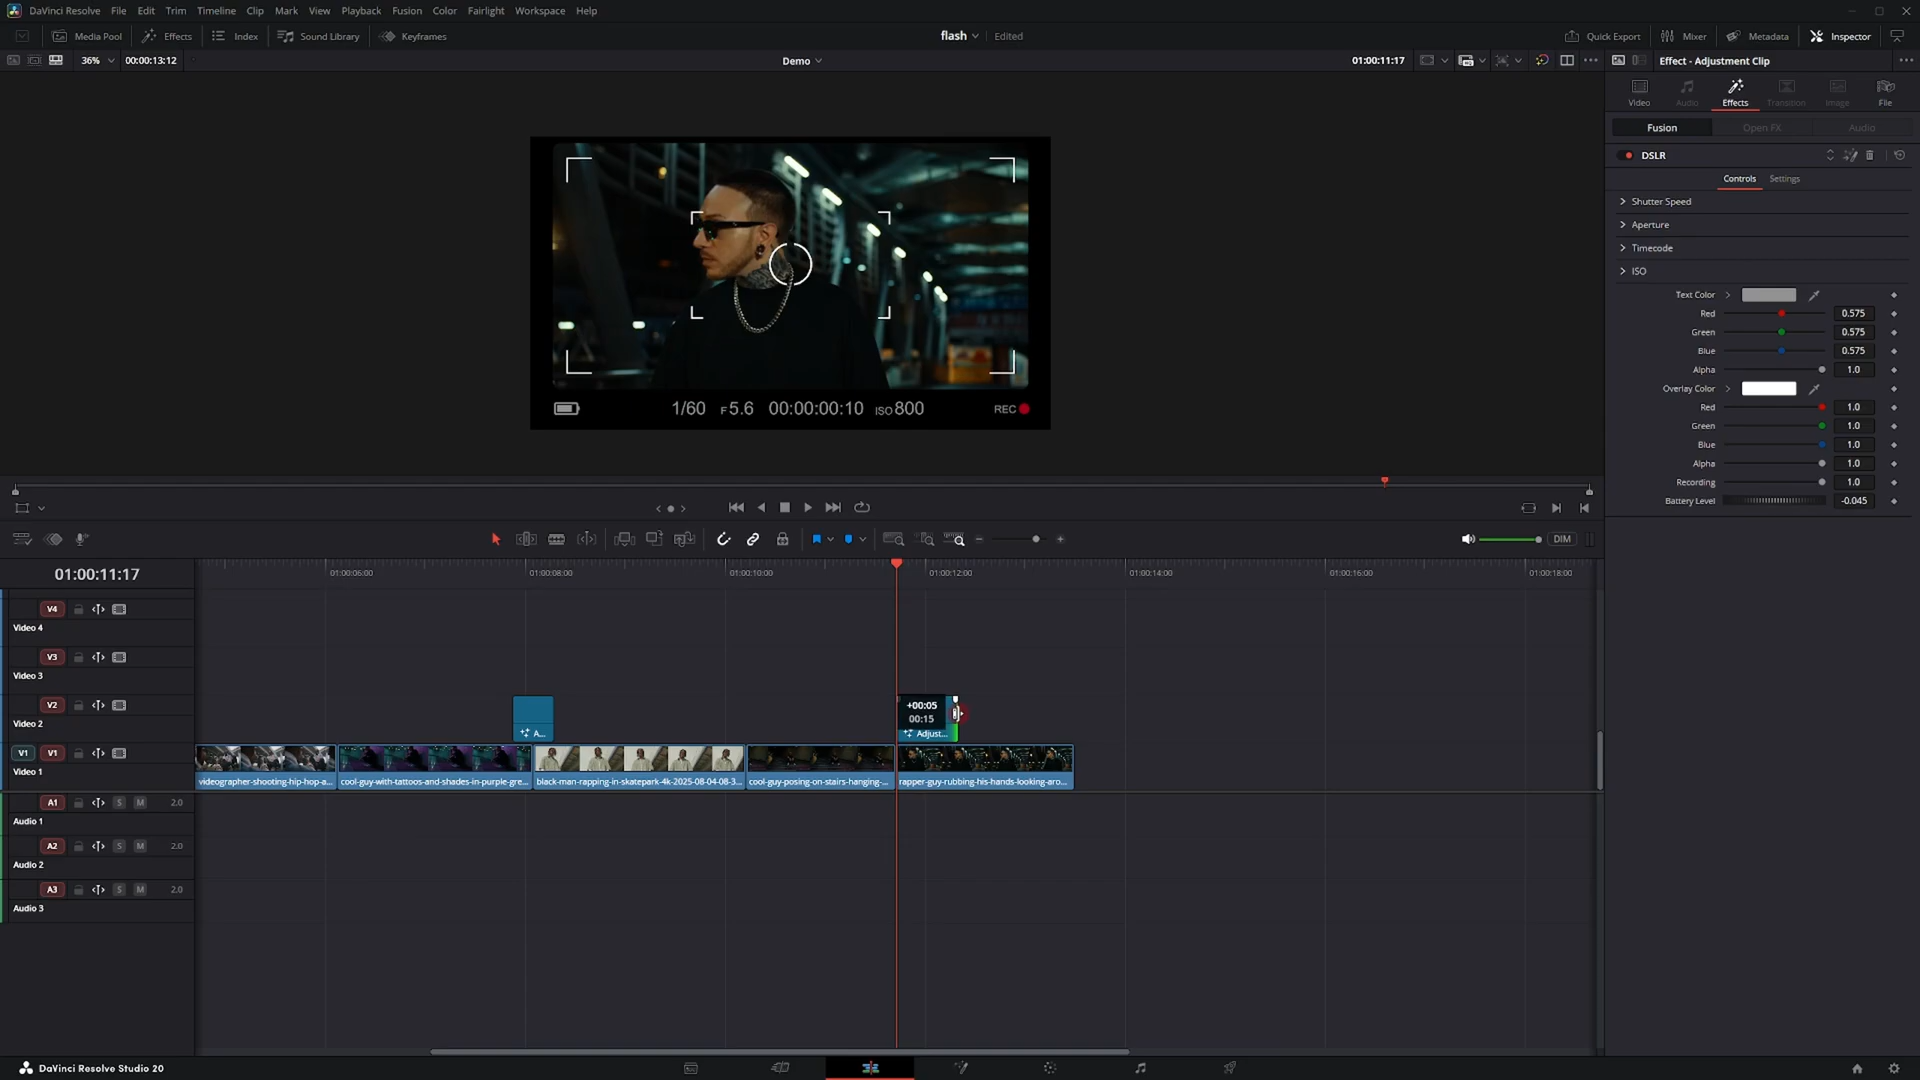 DaVinci Resolve File Edit Trim Timeline Clip Mark View Playback Fusion Color Fairlight Workspace Help
Media Pool Effects Index Sound Library Keyframes flash Edited Quick Export Mixer Metadata Inspector
36% 00:00:13:12 Demo 01:00:11:17 Effect - Adjustment Clip
Video Audio Effects Transition Image File
Fusion Open FX Audio
DSLR
Controls Settings
Shutter Speed
Aperture
Timecode
ISO
Text Color
Red 0.575
Green 0.575
Blue 0.575
Alpha 1.0
Overlay Color
Red 1.0
Green 1.0
Blue 1.0
Alpha 1.0
Recording 1.0
Battery Level -0.045
1/60 F5.6 00:00:00:10 ISO800 REC
DIM
01:00:11:17 01:00:06:00 01:00:08:00 01:00:10:00 01:00:12:00 01:00:14:00 01:00:16:00 01:00:18:00
V4
Video 4
V3
Video 3
V2
Video 2
+00:05
00:15
A...
Adjust...
V1 V1
Video 1
videographer-shooting-hip-hop-a... cool-guy-with-tattoos-and-shades-in-purple-gre... black-man-rapping-in-skatepark-4k-2025-08-04-08-3... cool-guy-posing-on-stairs-hanging-... rapper-guy-rubbing-his-hands-looking-aro...
A1 S M 2.0
Audio 1
A2 S M 2.0
Audio 2
A3 S M 2.0
Audio 3
DaVinci Resolve Studio 20